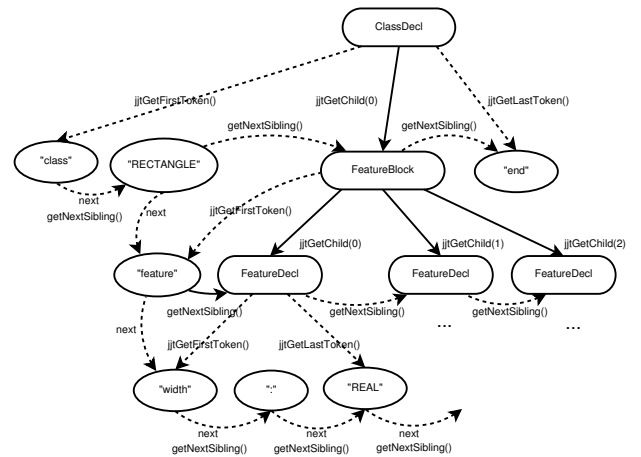 ClassDecl
jjtGetFirstToken()
jjtGetChild(0)
jjtGetLastToken()
getNextSibling()
getNextSibling()
"class"
"RECTANGLE"
FeatureBlock
"end"
next
getNextSibling()
next
jjtGetFirstToken()
jjtGetChild(0)
jjtGetChild(1)
jjtGetChild(2)
"feature"
FeatureDecl
FeatureDecl
FeatureDecl
getNextSibling()
getNextSibling()
getNextSibling()
next
...
...
jjtGetFirstToken()
jjtGetLastToken()
"width"
":"
"REAL"
next
getNextSibling()
next
getNextSibling()
next
getNextSibling()